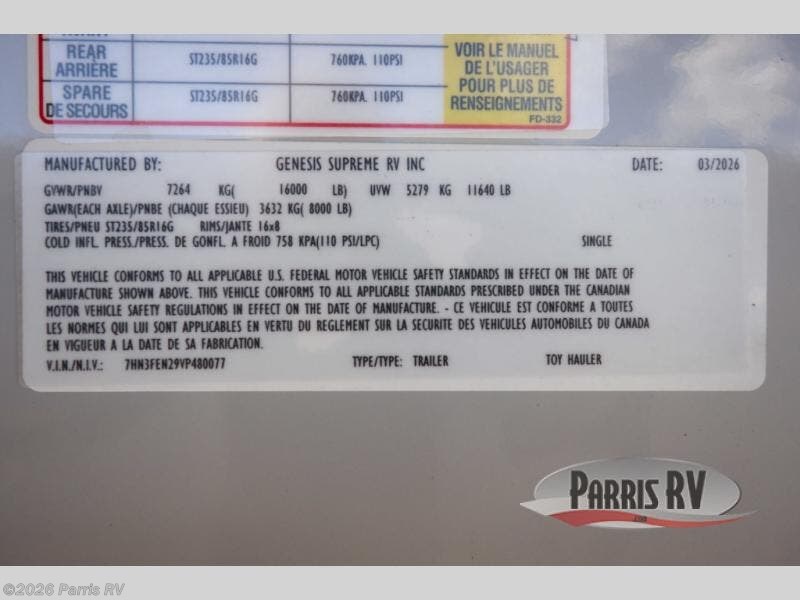 REAR ST235/85R16G 760KPA, 110PSI VOIR LE MANUEL
ARRIÈRE DE L'USAGER
SPARE ST235/85R16G 760KPA, 110PSI POUR PLUS DE
DE SECOURS RENSEIGNEMENTS
FD-332
MANUFACTURED BY: GENESIS SUPREME RV INC DATE: 03/2026
GVWR/PNBV 7264 KG( 16000 LB) UVW 5279 KG 11640 LB
GAWR(EACH AXLE)/PNBE (CHAQUE ESSIEU) 3632 KG( 8000 LB)
TIRES/PNEU ST235/85R16G RIMS/JANTE 16x8
COLD INFL. PRESS./PRESS. DE GONFL. A FROID 758 KPA(110 PSI/LPC) SINGLE
THIS VEHICLE CONFORMS TO ALL APPLICABLE U.S. FEDERAL MOTOR VEHICLE SAFETY STANDARDS IN EFFECT ON THE DATE OF
MANUFACTURE SHOWN ABOVE. THIS VEHICLE CONFORMS TO ALL APPLICABLE STANDARDS PRESCRIBED UNDER THE CANADIAN
MOTOR VEHICLE SAFETY REGULATIONS IN EFFECT ON THE DATE OF MANUFACTURE. - CE VEHICULE EST CONFORME A TOUTES
LES NORMES QUI LUI SONT APPLICABLES EN VERTU DU REGLEMENT SUR LA SECURITE DES VEHICULES AUTOMOBILES DU CANADA
EN VIGUEUR A LA DATE DE SA FABRICATION.
V.I.N./N.I.V.: 7HN3FEN29VP480077 TYPE/TYPE: TRAILER TOY HAULER
PARRIS RV
©2026 Parris RV